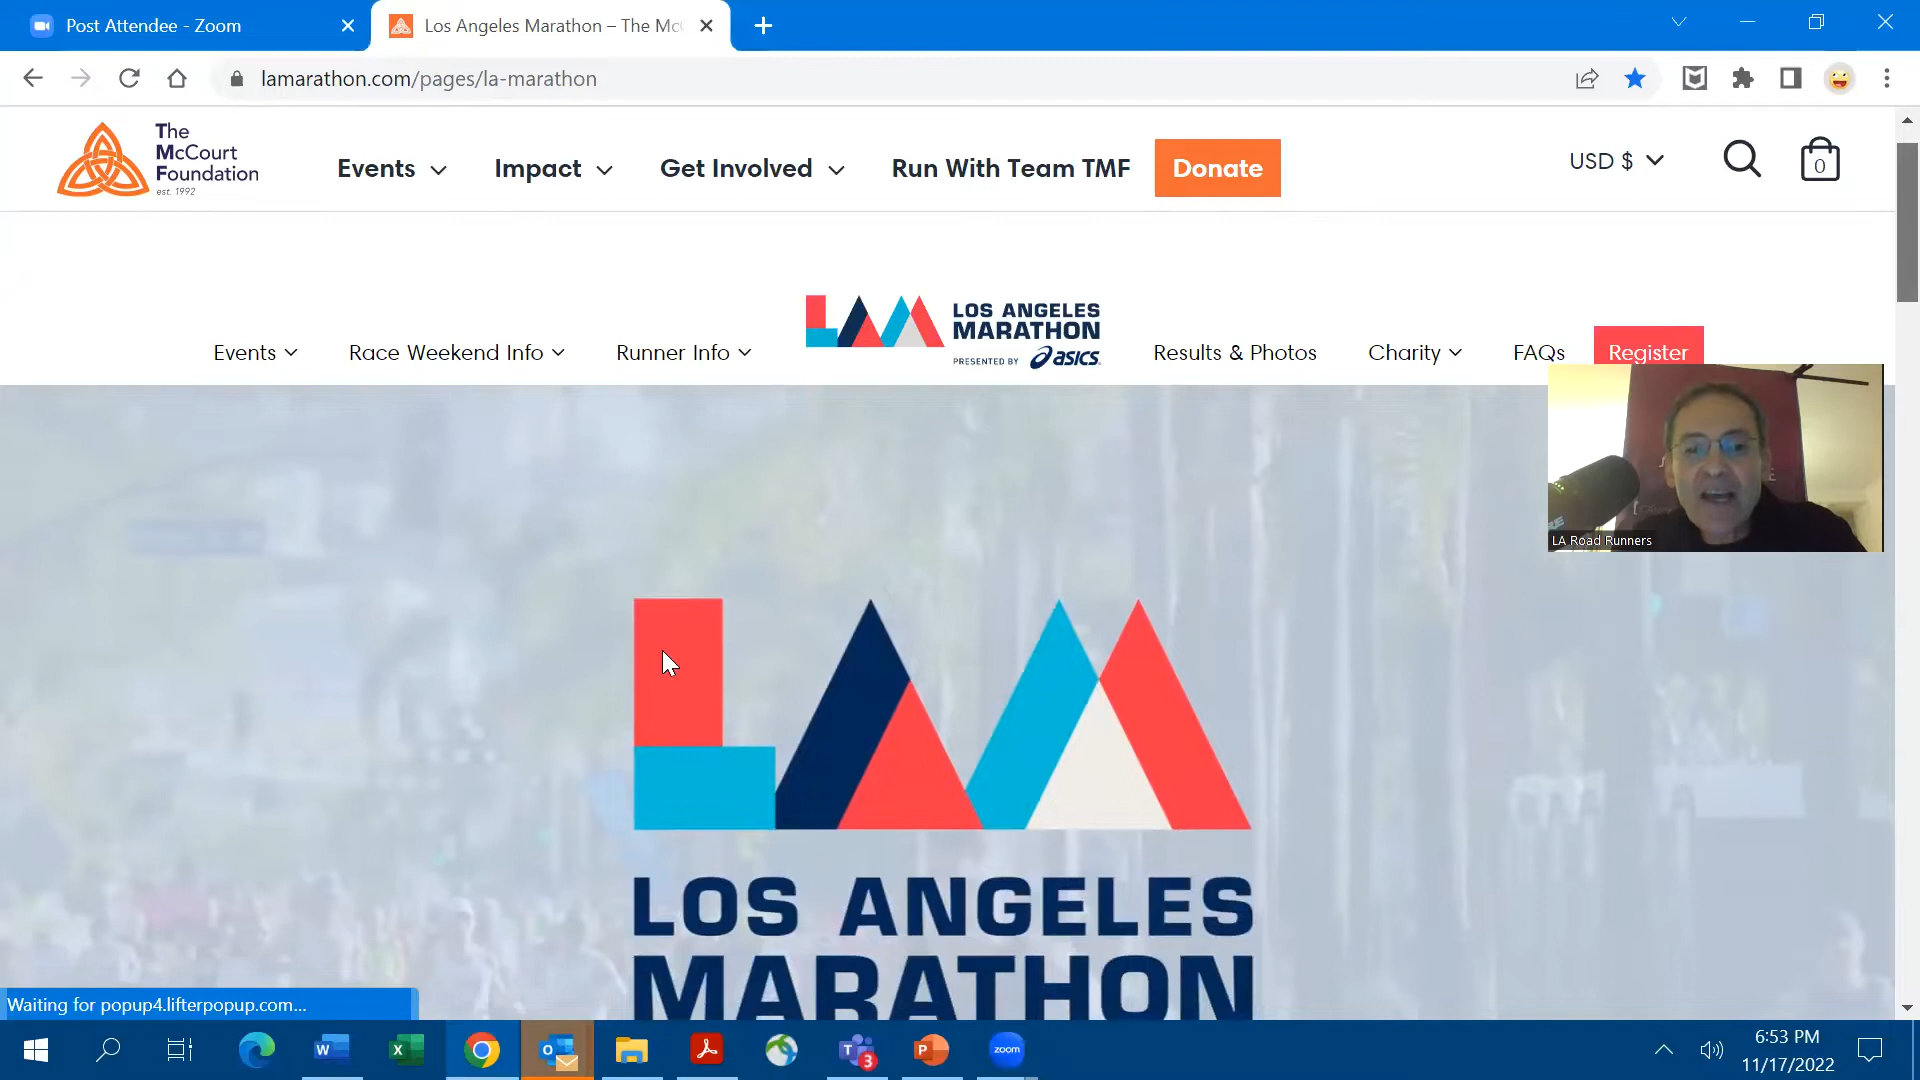 Post Attendee - Zoom
Los Angeles Marathon – The Mc
lamarathon.com/pages/la-marathon
The
McCourt
Foundation
est. 1992
Events
Impact
Get Involved
Run With Team TMF
Donate
USD $
0
Events
Race Weekend Info
Runner Info
LOS ANGELES
MARATHON
PRESENTED BY asics
Results & Photos
Charity
FAQs
Register
LA Road Runners
LOS ANGELES
MARATHON
Waiting for popup4.lifterpopup.com...
zoom
3
6:53 PM
11/17/2022